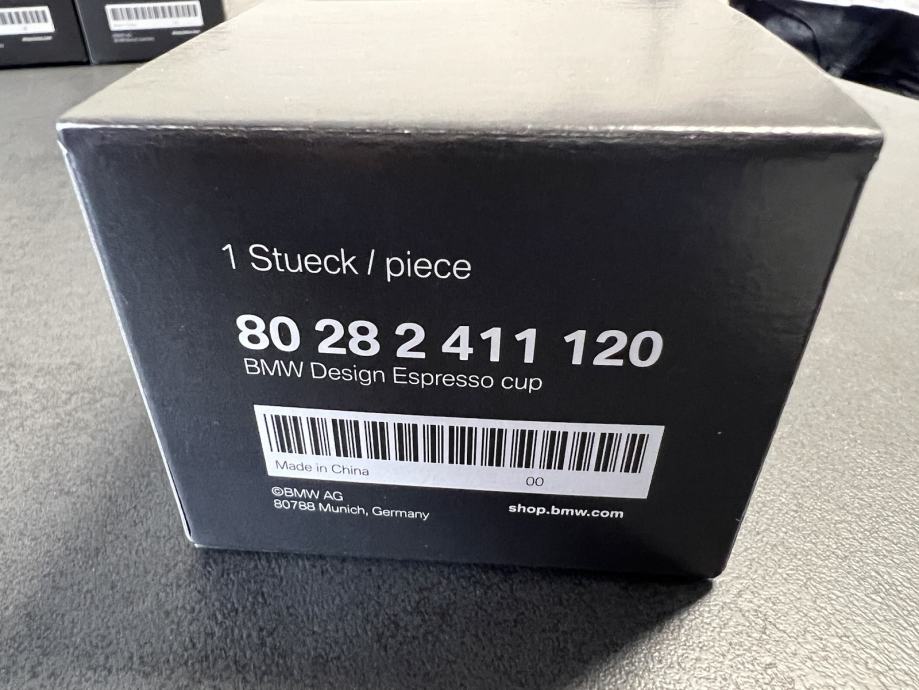 1 Stueck / piece
80 28 2 411 120
BMW Design Espresso cup
Made in China
00
©BMW AG
80788 Munich, Germany
shop.bmw.com